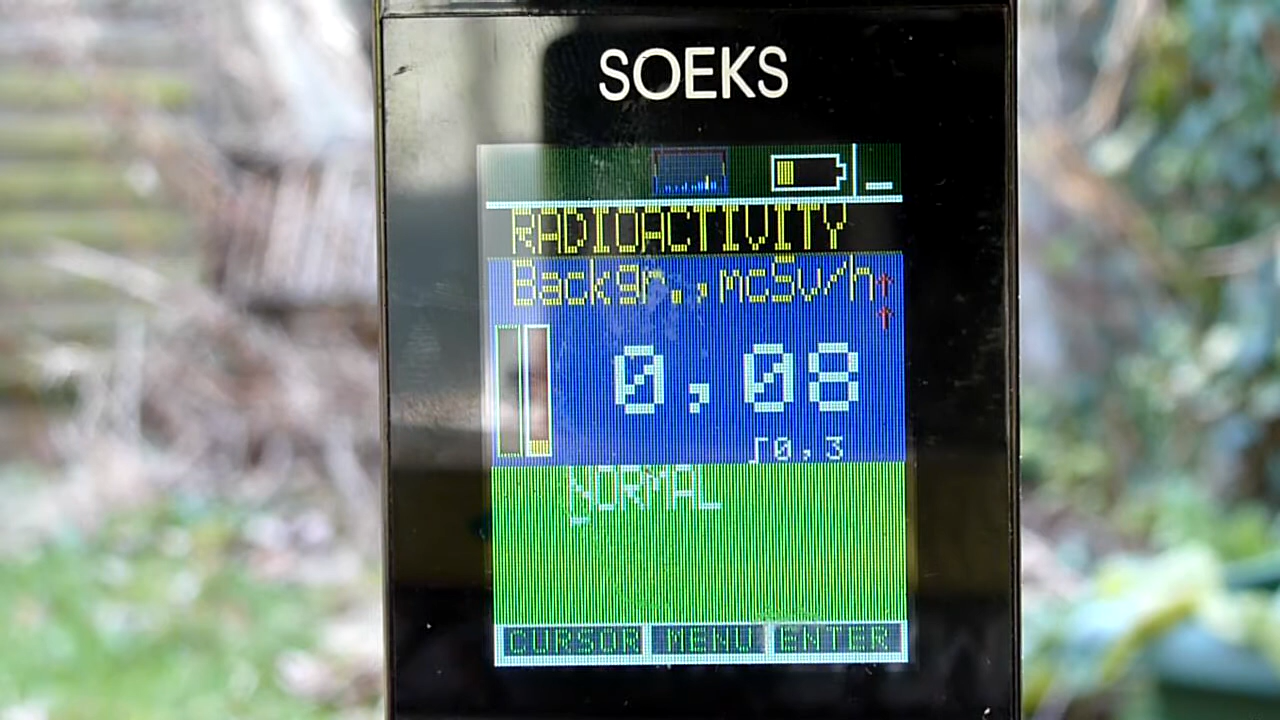 SOEKS
RADIOACTIVITY
Backgr.,mcSv/h
0,08
⌠0,3
NORMAL
CURSOR MENU ENTER